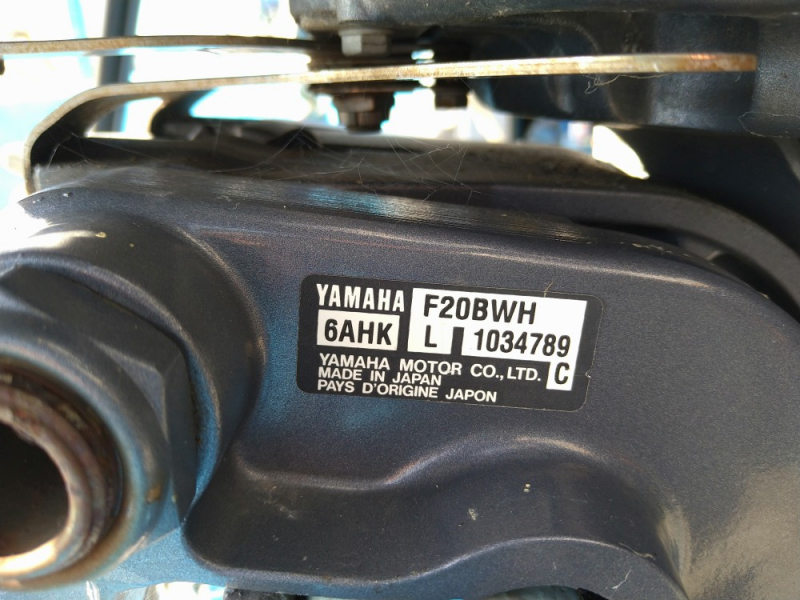 YAMAHA F20BWH
6AHK L 1034789
YAMAHA MOTOR CO., LTD. C
MADE IN JAPAN
PAYS D'ORIGINE JAPON